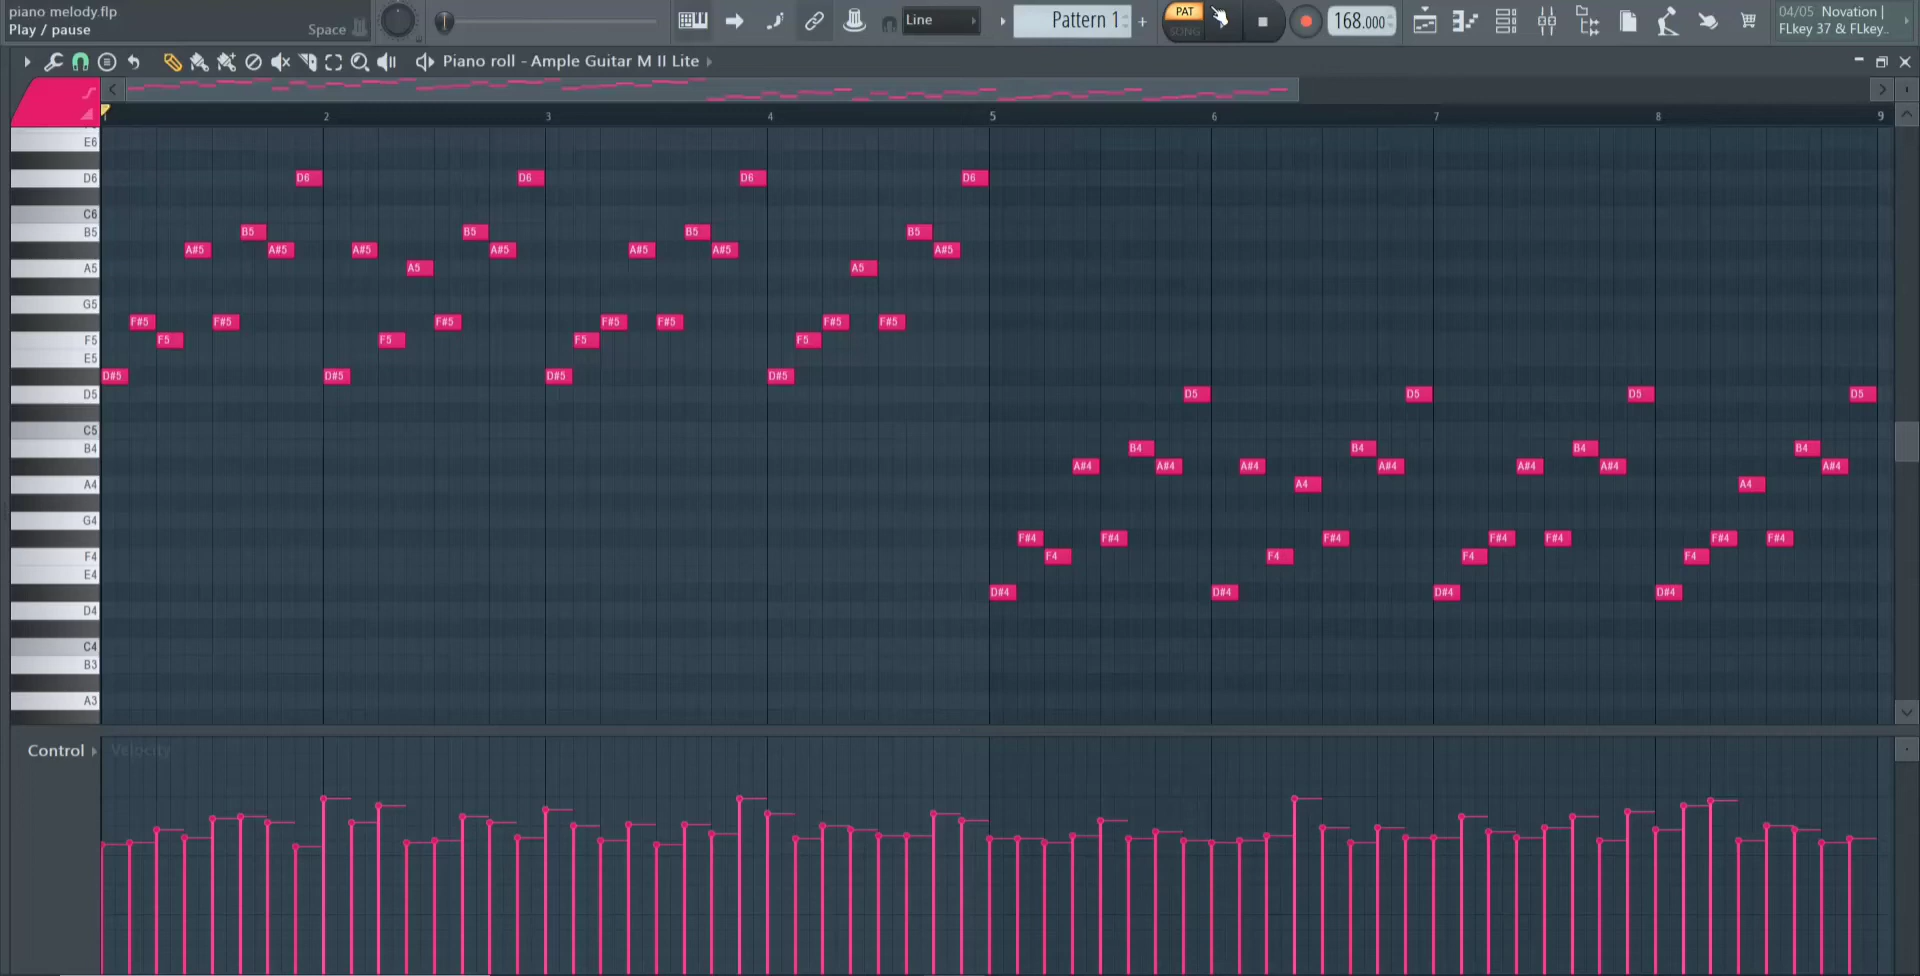 piano melody.flp
Play / pause Space
Line
Pattern 1
+
PAT
SONG
168.000
04/05 Novation |
FLkey 37 & FLkey..
Piano roll - Ample Guitar M II Lite
2 3 4 5 6 7 8 9
E6
D6 D6 D6 D6 D6
C6
B5 B5 B5 B5 B5
A#5 A#5 A#5 A#5 A#5 A#5 A#5
A5 A5 A5
G5
F#5 F#5 F#5 F#5 F#5 F#5 F#5
F5 F5 F5 F5 F5
E5
D#5 D#5 D#5 D#5
D5 D5 D5 D5 D5
C5
B4 B4 B4 B4 B4
A#4 A#4 A#4 A#4 A#4 A#4 A#4
A4 A4 A4
G4
F#4 F#4 F#4 F#4 F#4 F#4 F#4
F4 F4 F4 F4 F4
E4
D#4 D#4 D#4 D#4
D4
C4
B3
A3
Control Velocity